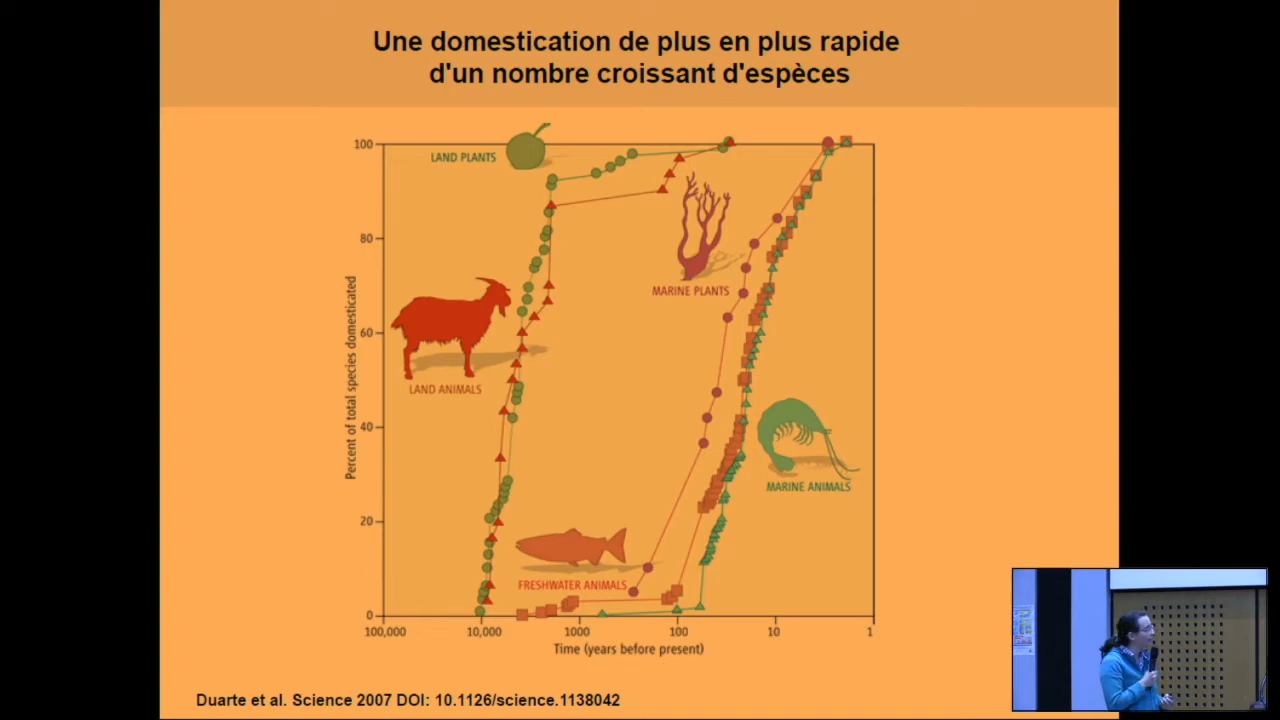 Une domestication de plus en plus rapide
d'un nombre croissant d'espèces
100
80
60
40
20
0
Percent of total species domesticated
LAND PLANTS
MARINE PLANTS
LAND ANIMALS
MARINE ANIMALS
FRESHWATER ANIMALS
100,000
10,000
1000
100
10
1
Time (years before present)
Duarte et al. Science 2007 DOI: 10.1126/science.1138042